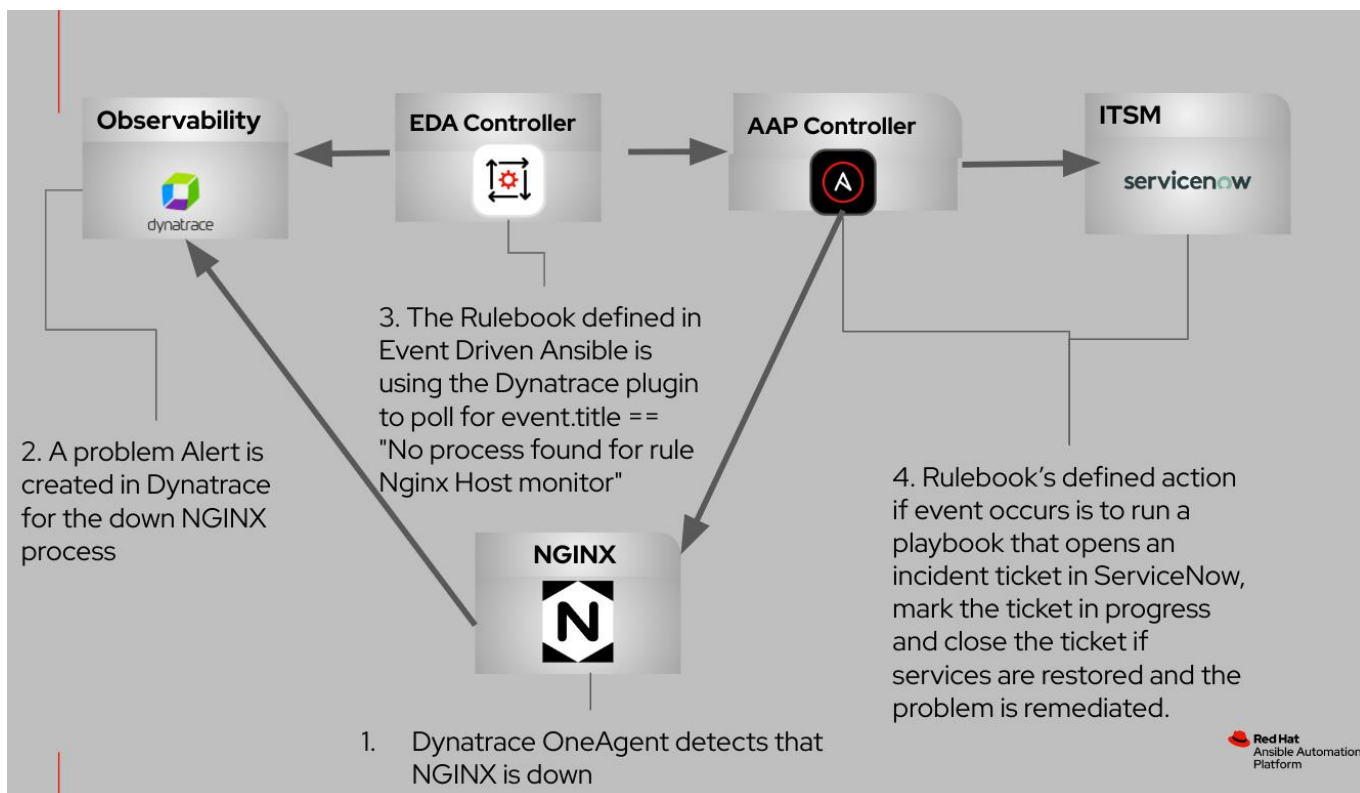 Observability
dynatrace
EDA Controller
AAP Controller
ITSM
servicenow
3. The Rulebook defined in
Event Driven Ansible is
using the Dynatrace plugin
to poll for event.title ==
"No process found for rule
Nginx Host monitor"
2. A problem Alert is
created in Dynatrace
for the down NGINX
process
4. Rulebook’s defined action
if event occurs is to run a
playbook that opens an
incident ticket in ServiceNow,
mark the ticket in progress
and close the ticket if
services are restored and the
problem is remediated.
NGINX
N
1. Dynatrace OneAgent detects that
NGINX is down
Red Hat
Ansible Automation
Platform